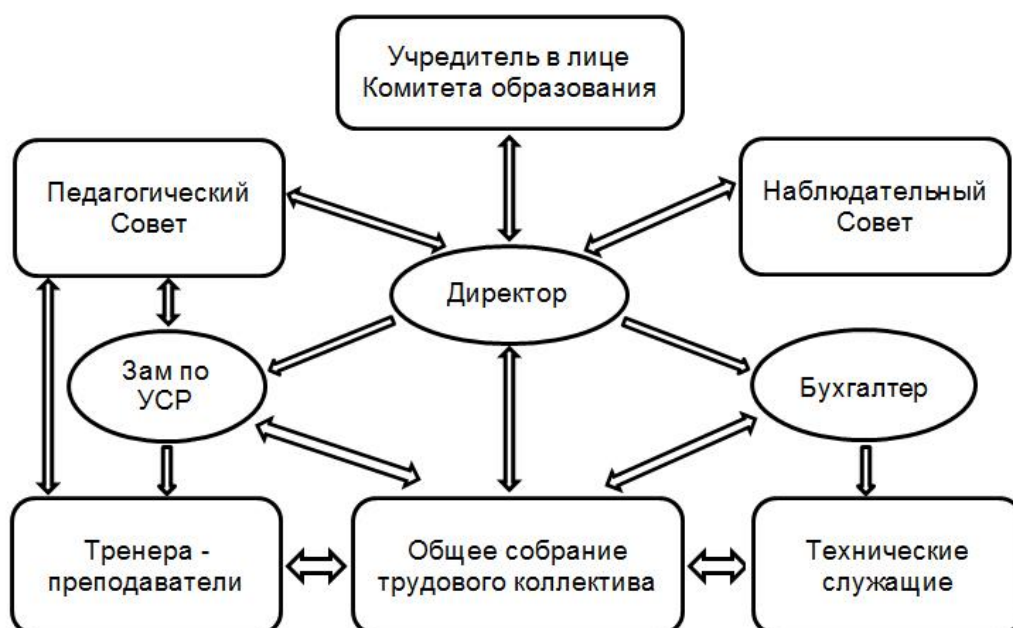 Учредитель в лице
Комитета образования
Педагогический
Совет
Наблюдательный
Совет
Директор
Зам по
УСР
Бухгалтер
Тренера -
преподаватели
Общее собрание
трудового коллектива
Технические
служащие